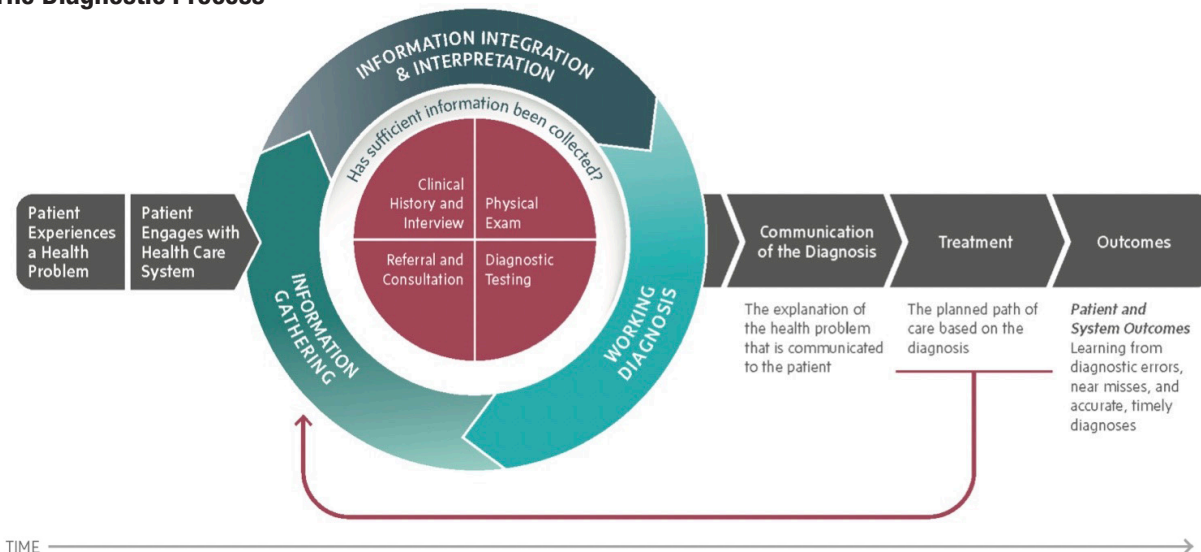 The Diagnostic Process
INFORMATION INTEGRATION
& INTERPRETATION
Has sufficient information been collected?
Clinical
History and
Interview
Physical
Exam
Referral and
Consultation
Diagnostic
Testing
INFORMATION
GATHERING
WORKING
DIAGNOSIS
Patient
Experiences
a Health
Problem
Patient
Engages with
Health Care
System
Communication
of the Diagnosis
Treatment
Outcomes
The explanation of
the health problem
that is communicated
to the patient
The planned path of
care based on the
diagnosis
Patient and
System Outcomes
Learning from
diagnostic errors,
near misses, and
accurate, timely
diagnoses
TIME